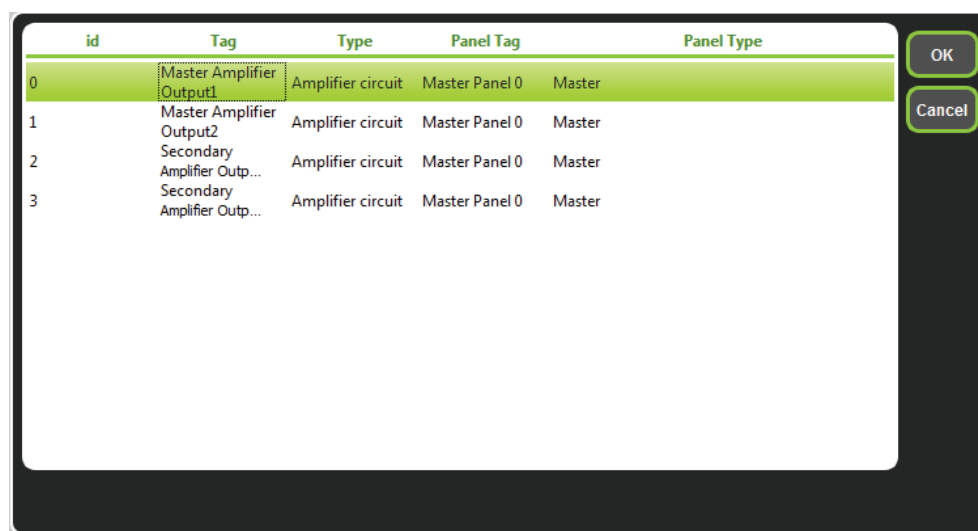 id Tag Type Panel Tag Panel Type
OK
Cancel
0 Master Amplifier Output1 Amplifier circuit Master Panel 0 Master
1 Master Amplifier Output2 Amplifier circuit Master Panel 0 Master
2 Secondary Amplifier Outp... Amplifier circuit Master Panel 0 Master
3 Secondary Amplifier Outp... Amplifier circuit Master Panel 0 Master